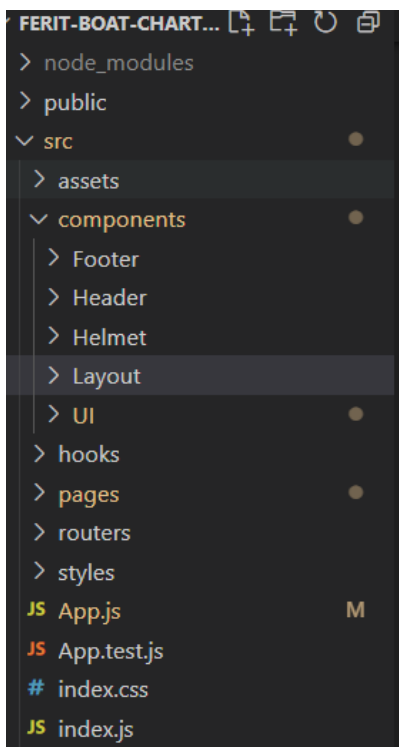 FERIT-BOAT-CHART...
node_modules
public
src
assets
components
Footer
Header
Helmet
Layout
UI
hooks
pages
routers
styles
JS App.js M
JS App.test.js
# index.css
JS index.js